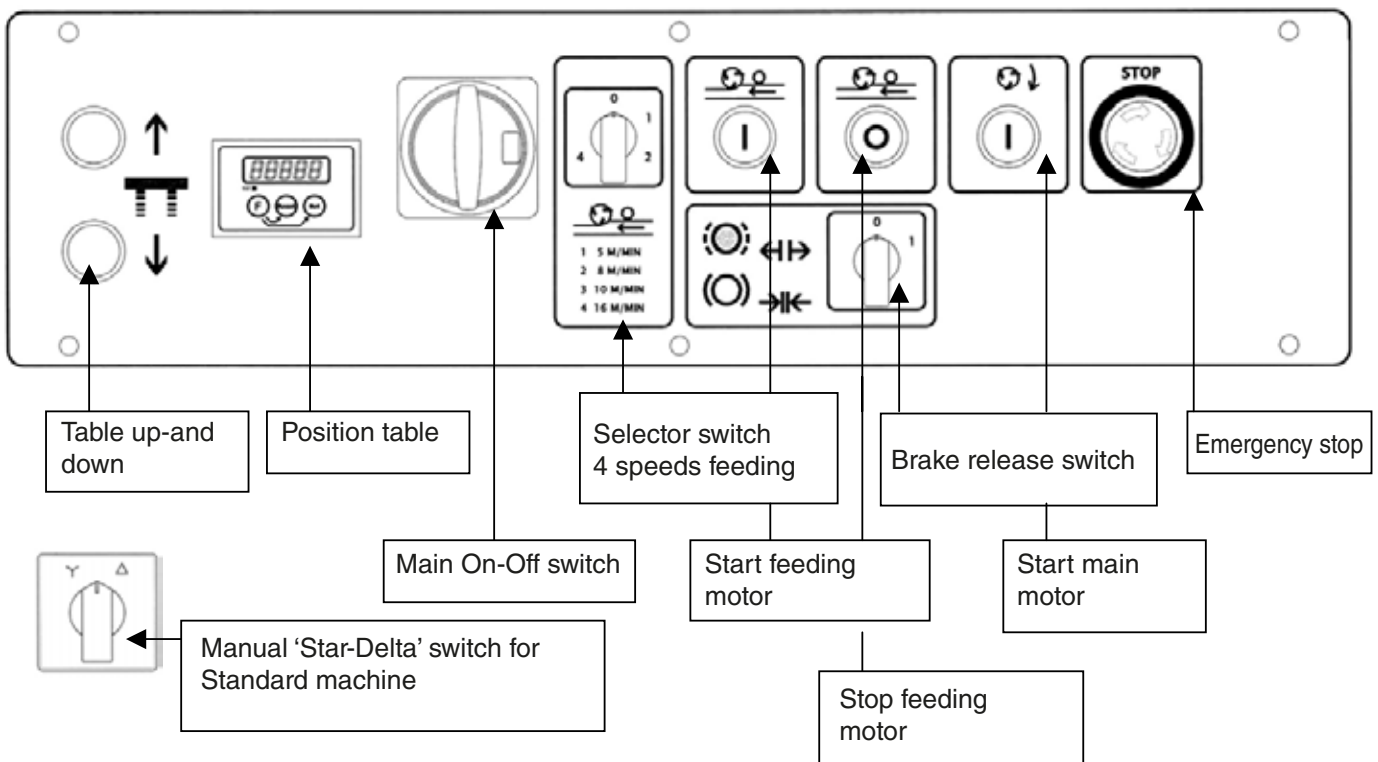 STOP
0
1
4
2
88888
F
1 5 M/MIN
2 8 M/MIN
3 10 M/MIN
4 16 M/MIN
0
1
Table up-and
down
Position table
Selector switch
4 speeds feeding
Brake release switch
Emergency stop
Main On-Off switch
Start feeding
motor
Start main
motor
Manual ‘Star-Delta’ switch for
Standard machine
Stop feeding
motor